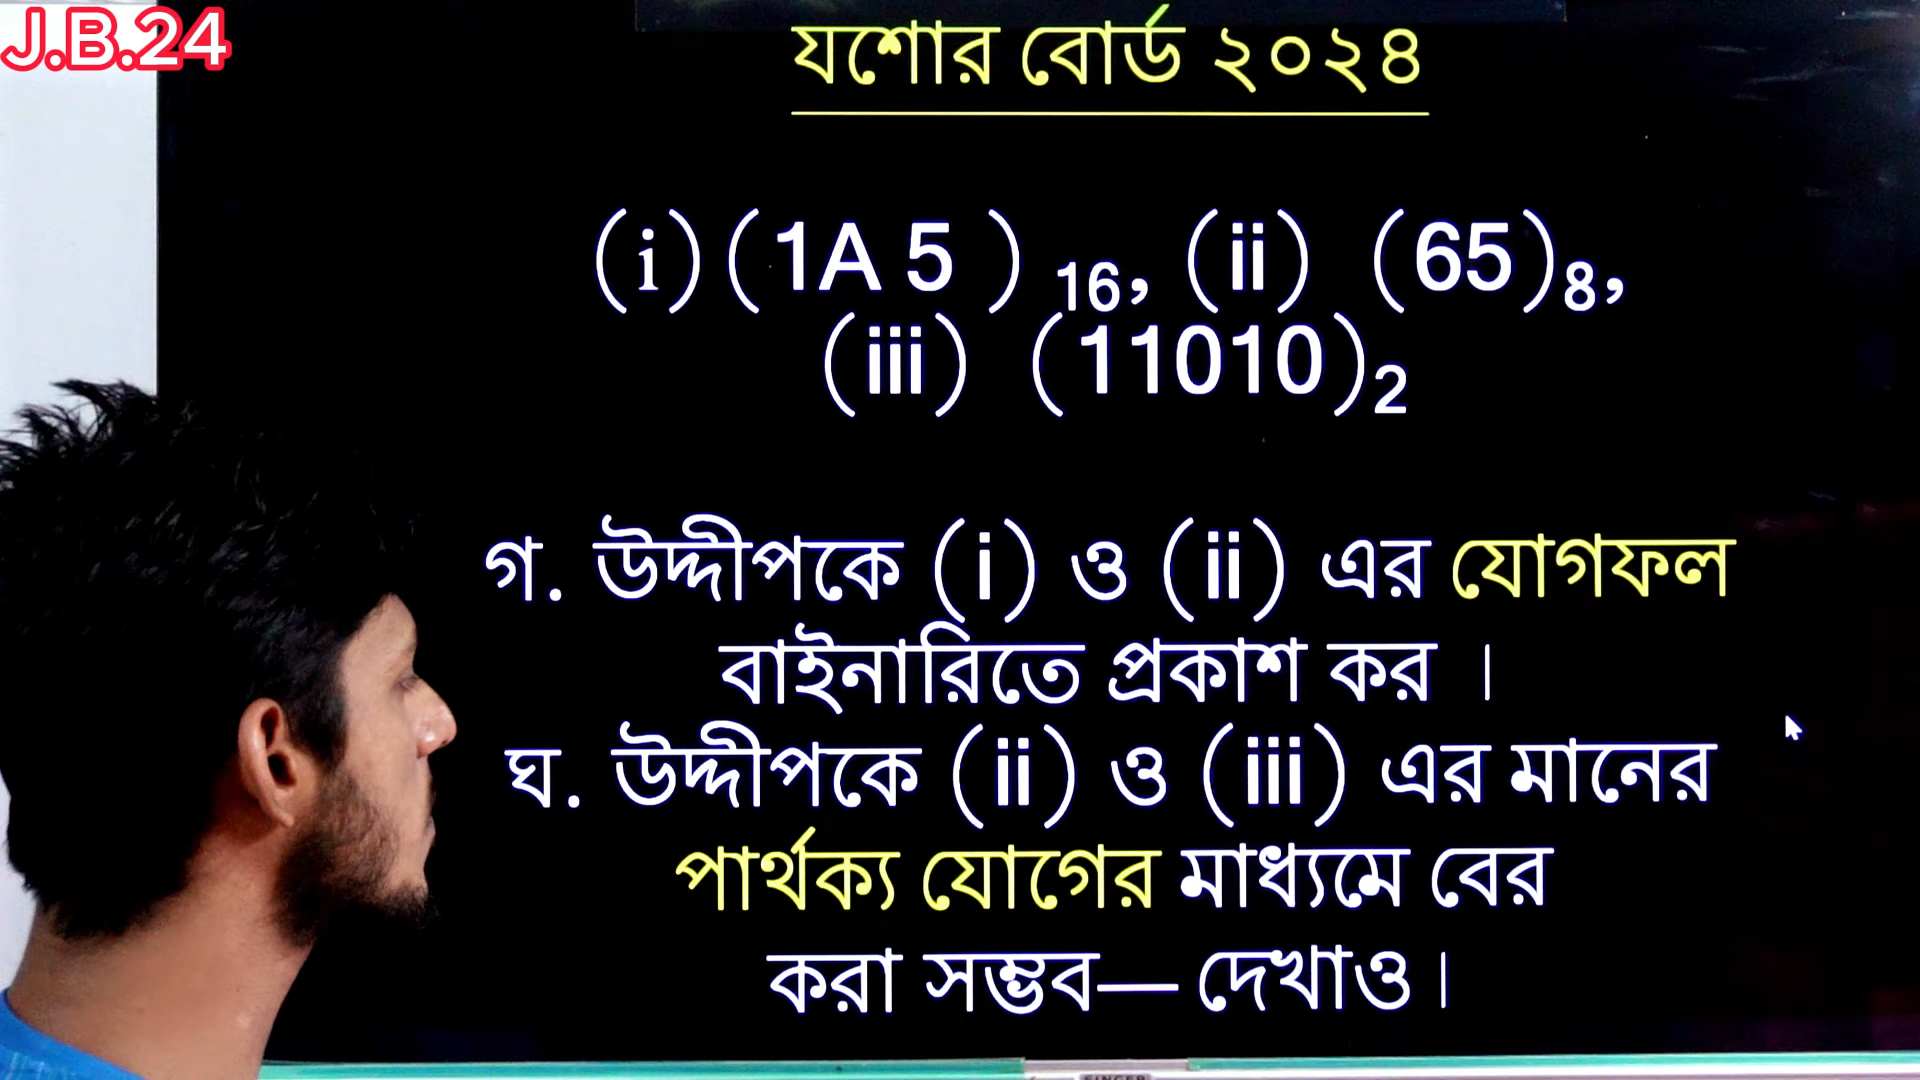 J.B.24
যশোর বোর্ড ২০২৪
(i) (1A 5 ) 16, (ii) (65)8,
(iii) (11010)2
গ. উদ্দীপকে (i) ও (ii) এর যোগফল
বাইনারিতে প্রকাশ কর ।
ঘ. উদ্দীপকে (ii) ও (iii) এর মানের
পার্থক্য যোগের মাধ্যমে বের
করা সম্ভব— দেখাও।
SINGER